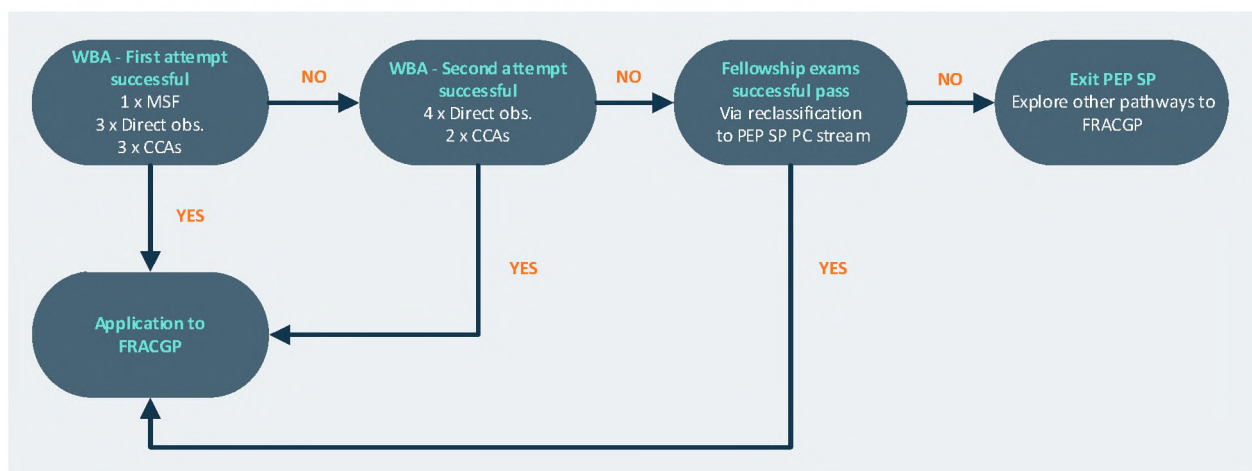 WBA - First attempt
successful
1 x MSF
3 x Direct obs.
3 x CCAs
NO
WBA - Second attempt
successful
4 x Direct obs.
2 x CCAs
NO
Fellowship exams
successful pass
Via reclassification
to PEP SP PC stream
NO
Exit PEP SP
Explore other pathways to
FRACGP
YES
YES
YES
Application to
FRACGP